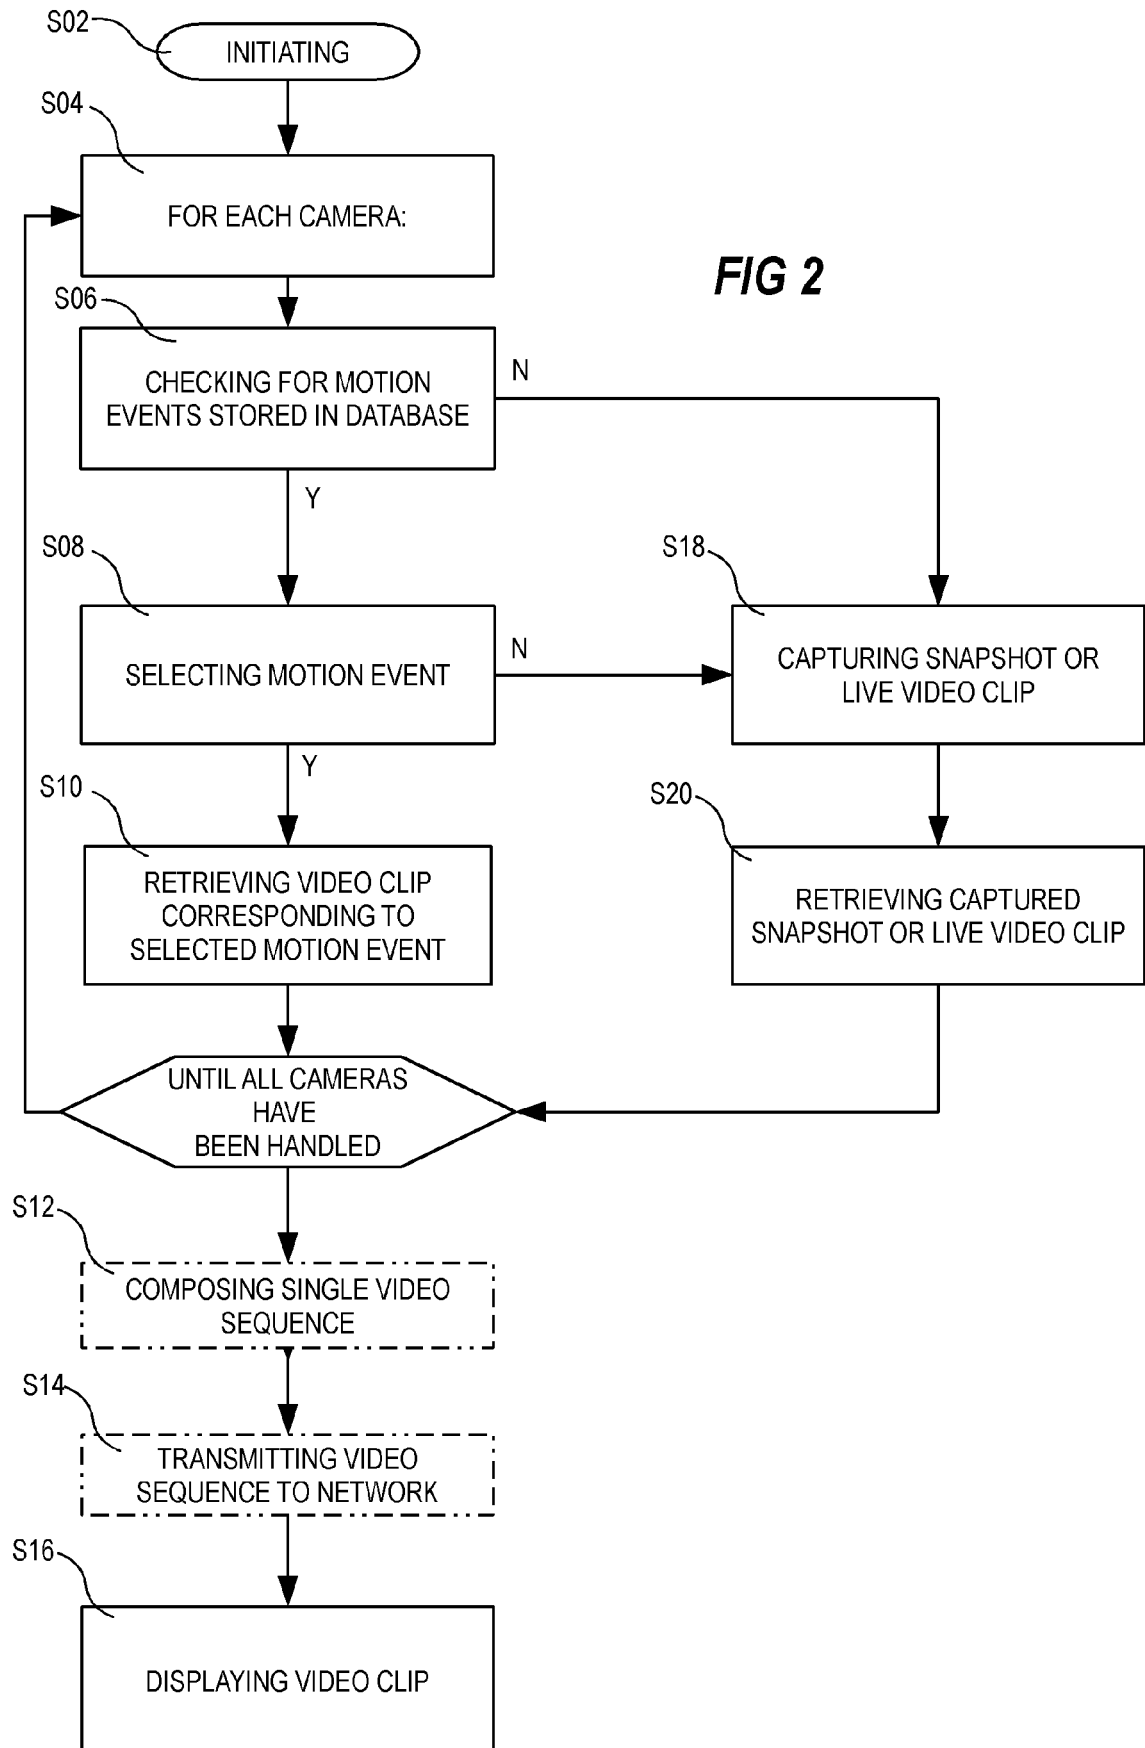 S02
INITIATING
S04
FOR EACH CAMERA:
FIG 2
S06
CHECKING FOR MOTION
EVENTS STORED IN DATABASE
N
Y
S08
SELECTING MOTION EVENT
N
S18
CAPTURING SNAPSHOT OR
LIVE VIDEO CLIP
Y
S10
RETRIEVING VIDEO CLIP
CORRESPONDING TO
SELECTED MOTION EVENT
S20
RETRIEVING CAPTURED
SNAPSHOT OR LIVE VIDEO CLIP
UNTIL ALL CAMERAS
HAVE
BEEN HANDLED
S12
COMPOSING SINGLE VIDEO
SEQUENCE
S14
TRANSMITTING VIDEO
SEQUENCE TO NETWORK
S16
DISPLAYING VIDEO CLIP